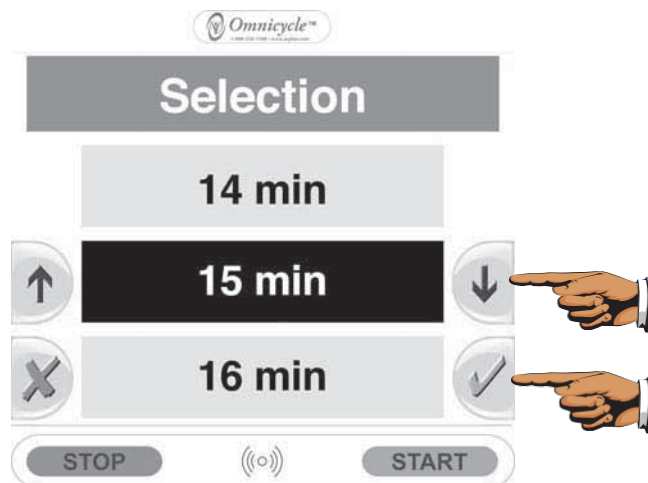 Omnicycle™
Selection
14 min
15 min
16 min
STOP
START